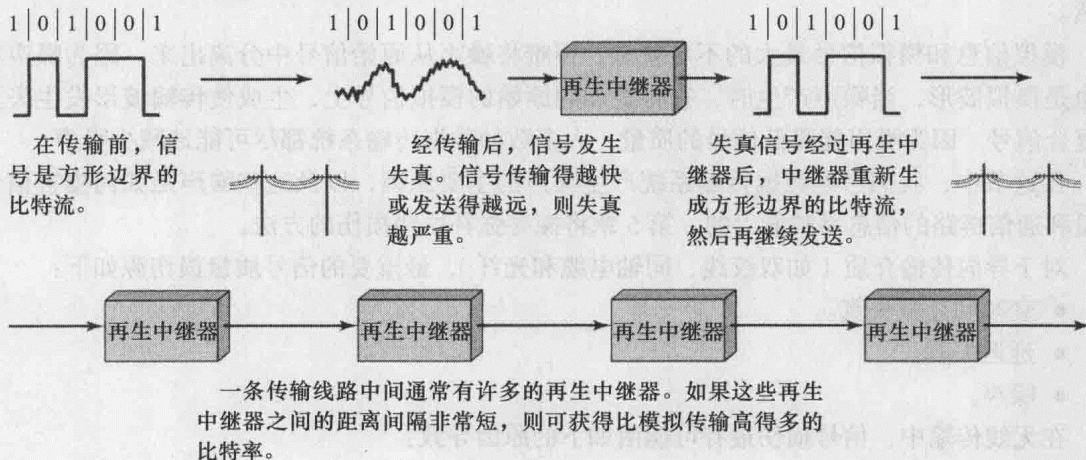 1 0 1 0 0 1
1 0 1 0 0 1
1 0 1 0 0 1
再生中继器
在传输前，信
号是方形边界的
比特流。
经传输后，信号发生
失真。信号传输得越快
或发送得越远，则失真
越严重。
失真信号经过再生中
继器后，中继器重新生
成方形边界的比特流，
然后再继续发送。
再生中继器
再生中继器
再生中继器
再生中继器
一条传输线路中间通常有许多的再生中继器。如果这些再生
中继器之间的距离间隔非常短，则可获得比模拟传输高得多的
比特率。